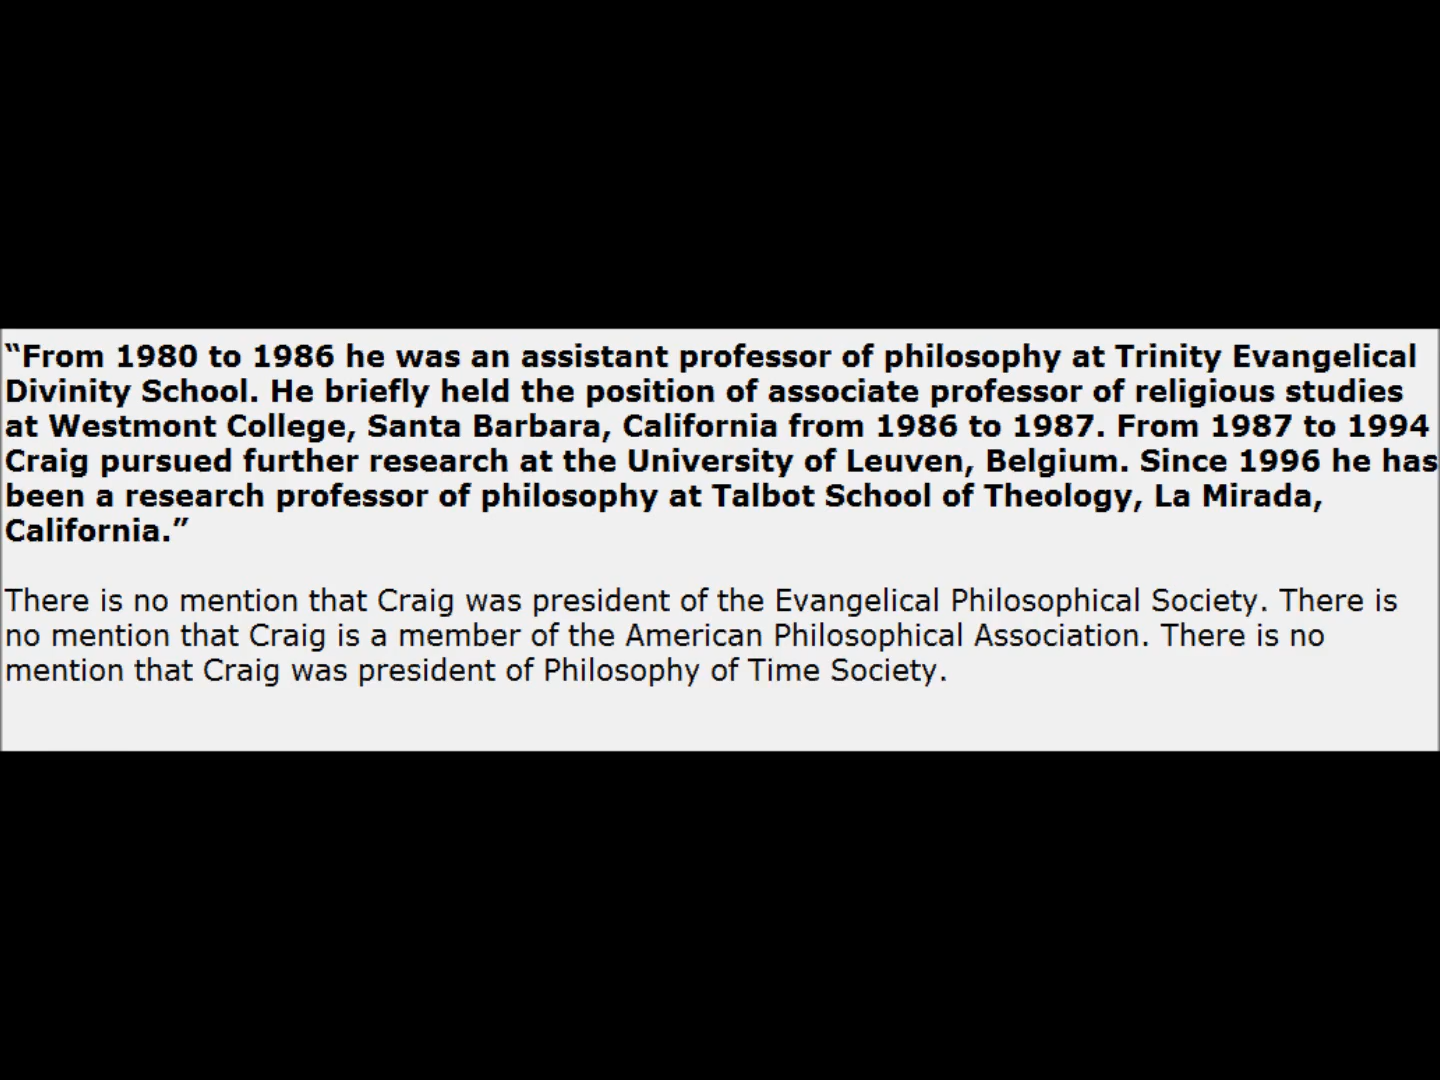 “From 1980 to 1986 he was an assistant professor of philosophy at Trinity Evangelical
Divinity School. He briefly held the position of associate professor of religious studies
at Westmont College, Santa Barbara, California from 1986 to 1987. From 1987 to 1994
Craig pursued further research at the University of Leuven, Belgium. Since 1996 he has
been a research professor of philosophy at Talbot School of Theology, La Mirada,
California.”
There is no mention that Craig was president of the Evangelical Philosophical Society. There is
no mention that Craig is a member of the American Philosophical Association. There is no
mention that Craig was president of Philosophy of Time Society.